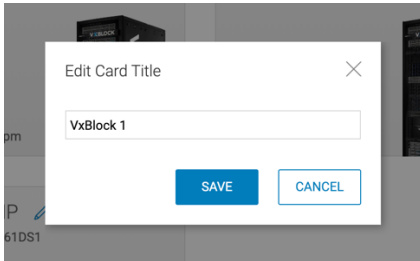 VXBLOCK
Edit Card Title
VxBlock 1
pm
SAVE
CANCEL
IP
61DS1